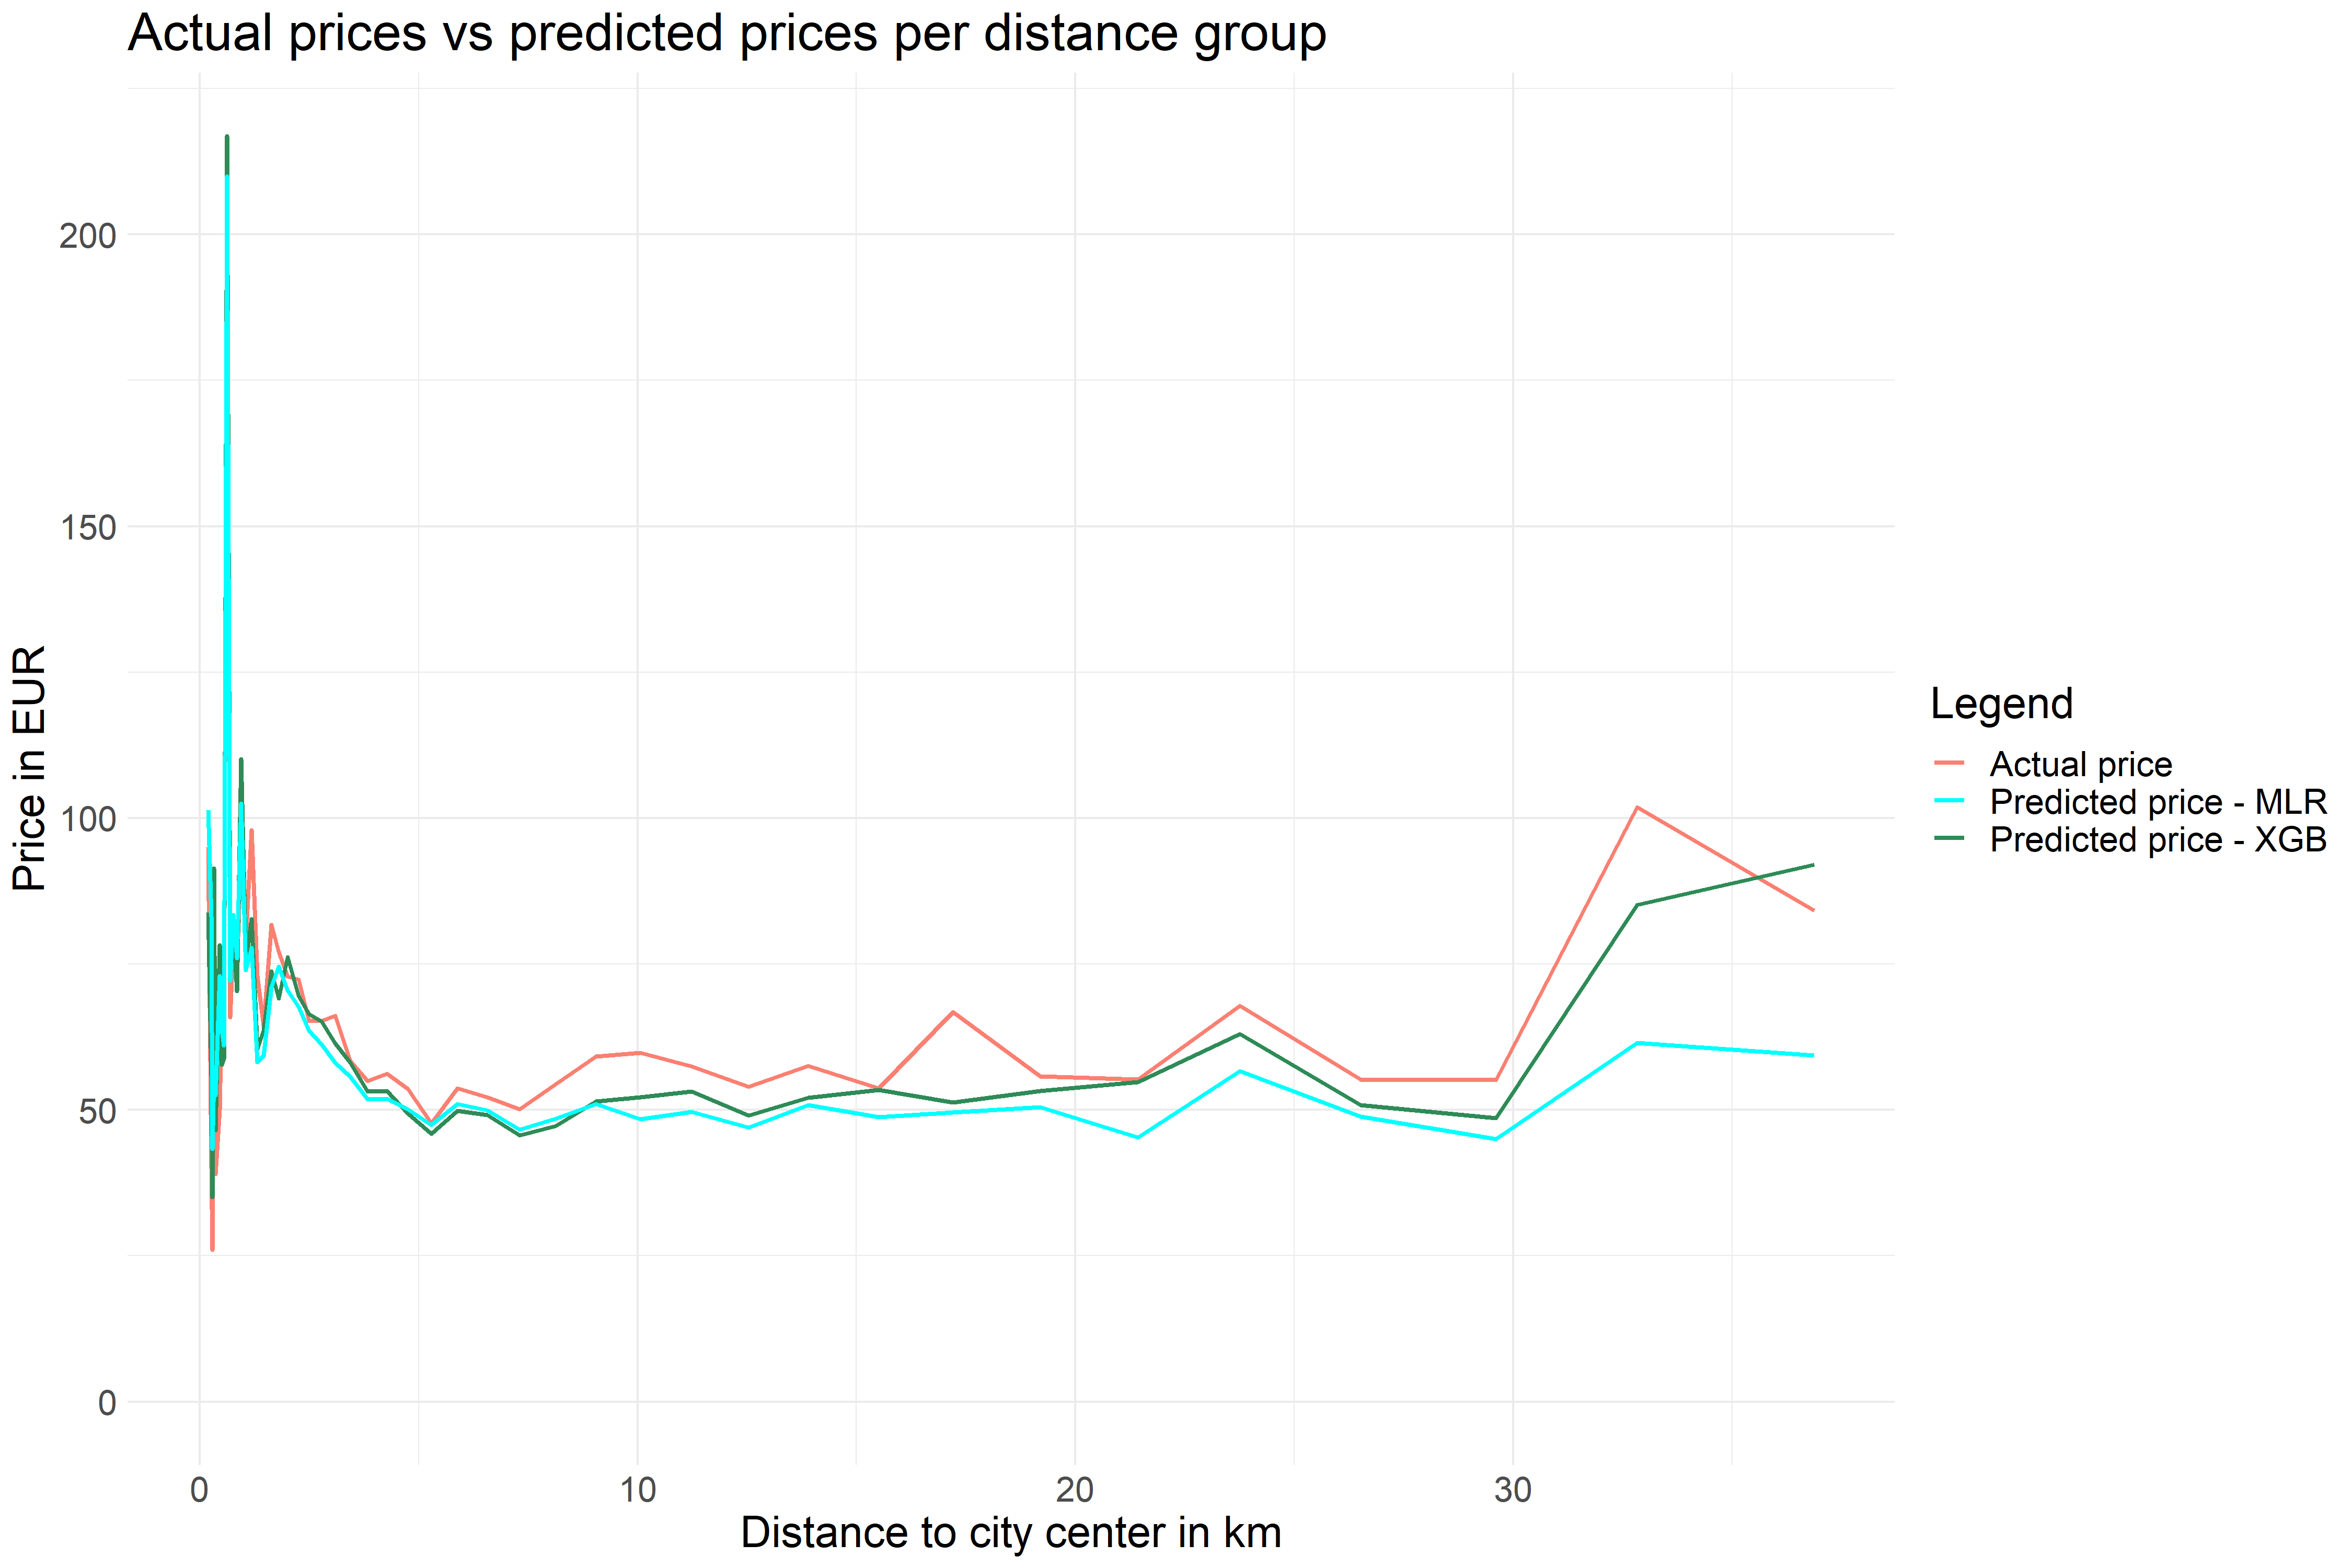 Actual prices vs predicted prices per distance group
Price in EUR
200
150
100
50
0
0 10 20 30
Distance to city center in km
Legend
Actual price
Predicted price - MLR
Predicted price - XGB